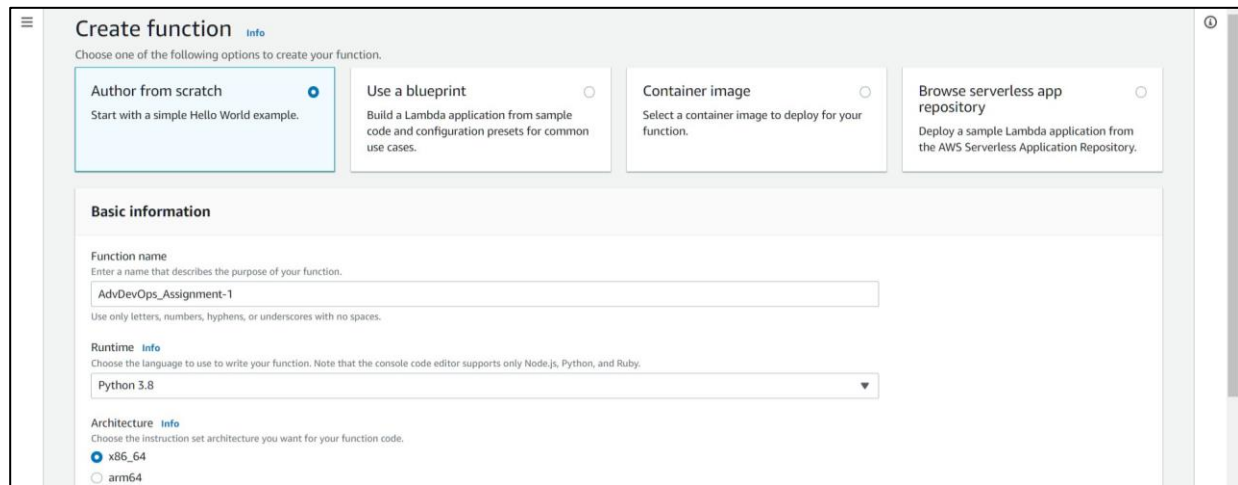 Create function Info
Choose one of the following options to create your function.
Author from scratch
Start with a simple Hello World example.
Use a blueprint
Build a Lambda application from sample
code and configuration presets for common
use cases.
Container image
Select a container image to deploy for your
function.
Browse serverless app
repository
Deploy a sample Lambda application from
the AWS Serverless Application Repository.
Basic information
Function name
Enter a name that describes the purpose of your function.
AdvDevOps_Assignment-1
Use only letters, numbers, hyphens, or underscores with no spaces.
Runtime Info
Choose the language to use to write your function. Note that the console code editor supports only Node.js, Python, and Ruby.
Python 3.8
Architecture Info
Choose the instruction set architecture you want for your function code.
x86_64
arm64